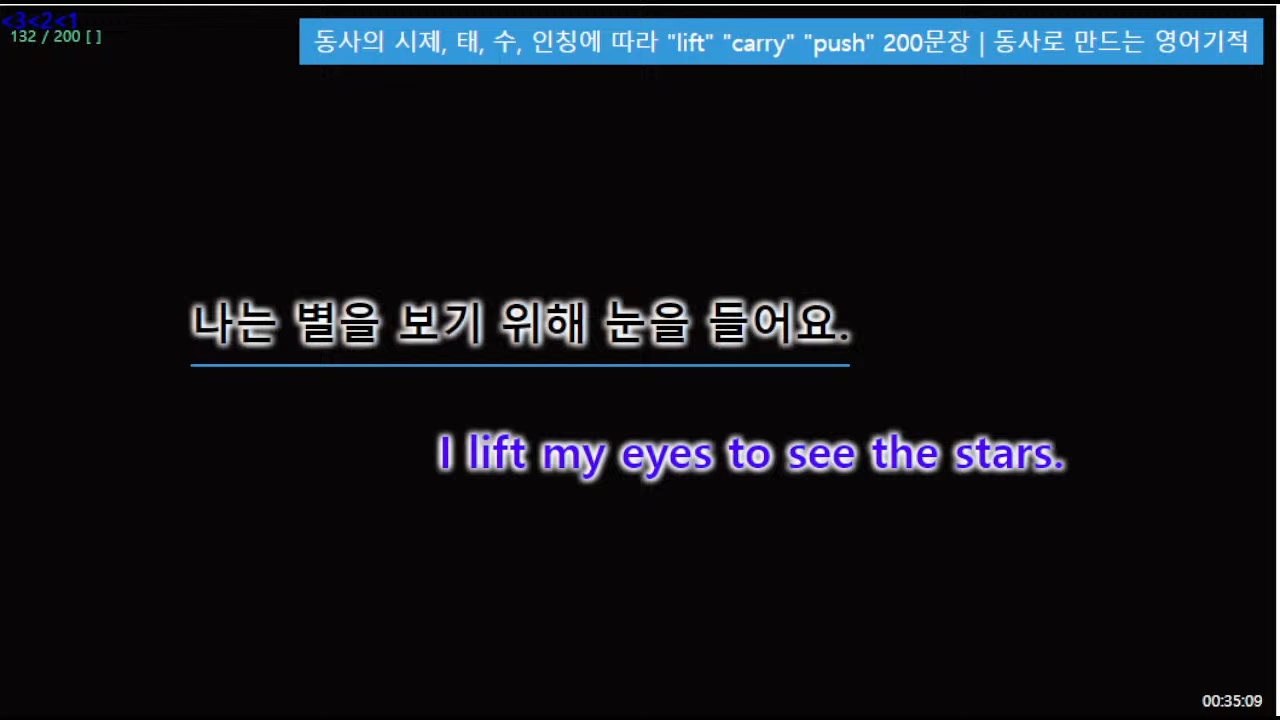 <3<2<1
132 / 200 [ ]
동사의 시제, 태, 수, 인칭에 따라 "lift" "carry" "push" 200문장 | 동사로 만드는 영어기적
나는 별을 보기 위해 눈을 들어요.
I lift my eyes to see the stars.
00:35:09